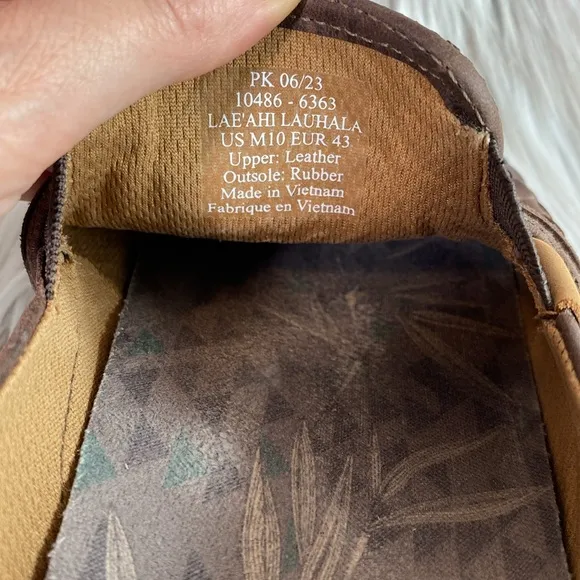 PK 06/23
10486 - 6363
LAE'AHI LAUHALA
US M10 EUR 43
Upper: Leather
Outsole: Rubber
Made in Vietnam
Fabrique en Vietnam